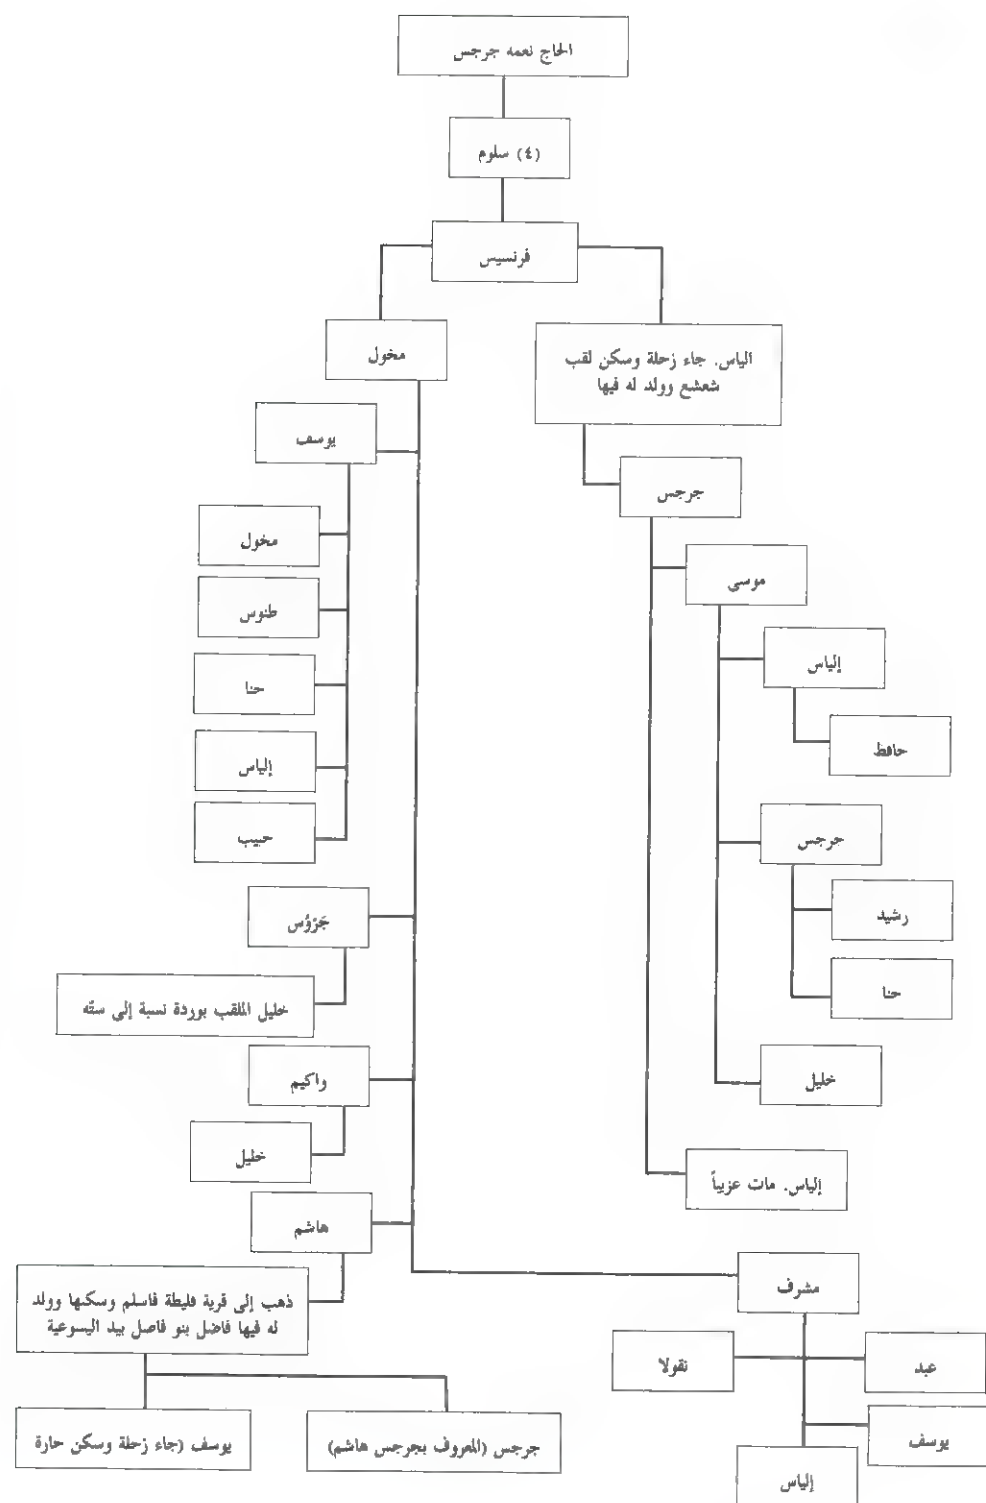 الحاج نعمه جرجس
(٤) سلوم
فرنسيس
الياس. جاء زحلة وسكن لقب
شعشع وولد له فيها
جرجس
موسى
إلياس
حافظ
جرجس
رشيد
حنا
خليل
إلياس. مات عزيباً
مخول
يوسف
مخول
طنوس
حنا
إلياس
حبيب
جَرْوُس
خليل الملقب بوردة نسبة إلى ستّه
واكيم
خليل
هاشم
ذهب إلى قرية فليطة فاسلم وسكنها وولد
له فيها فاضل بنو فاصل بيد اليسوعية
جرجس (المعروف بجرجس هاشم)
يوسف (جاء زحلة وسكن حارة
مشرف
عبد
نقولا
يوسف
إلياس